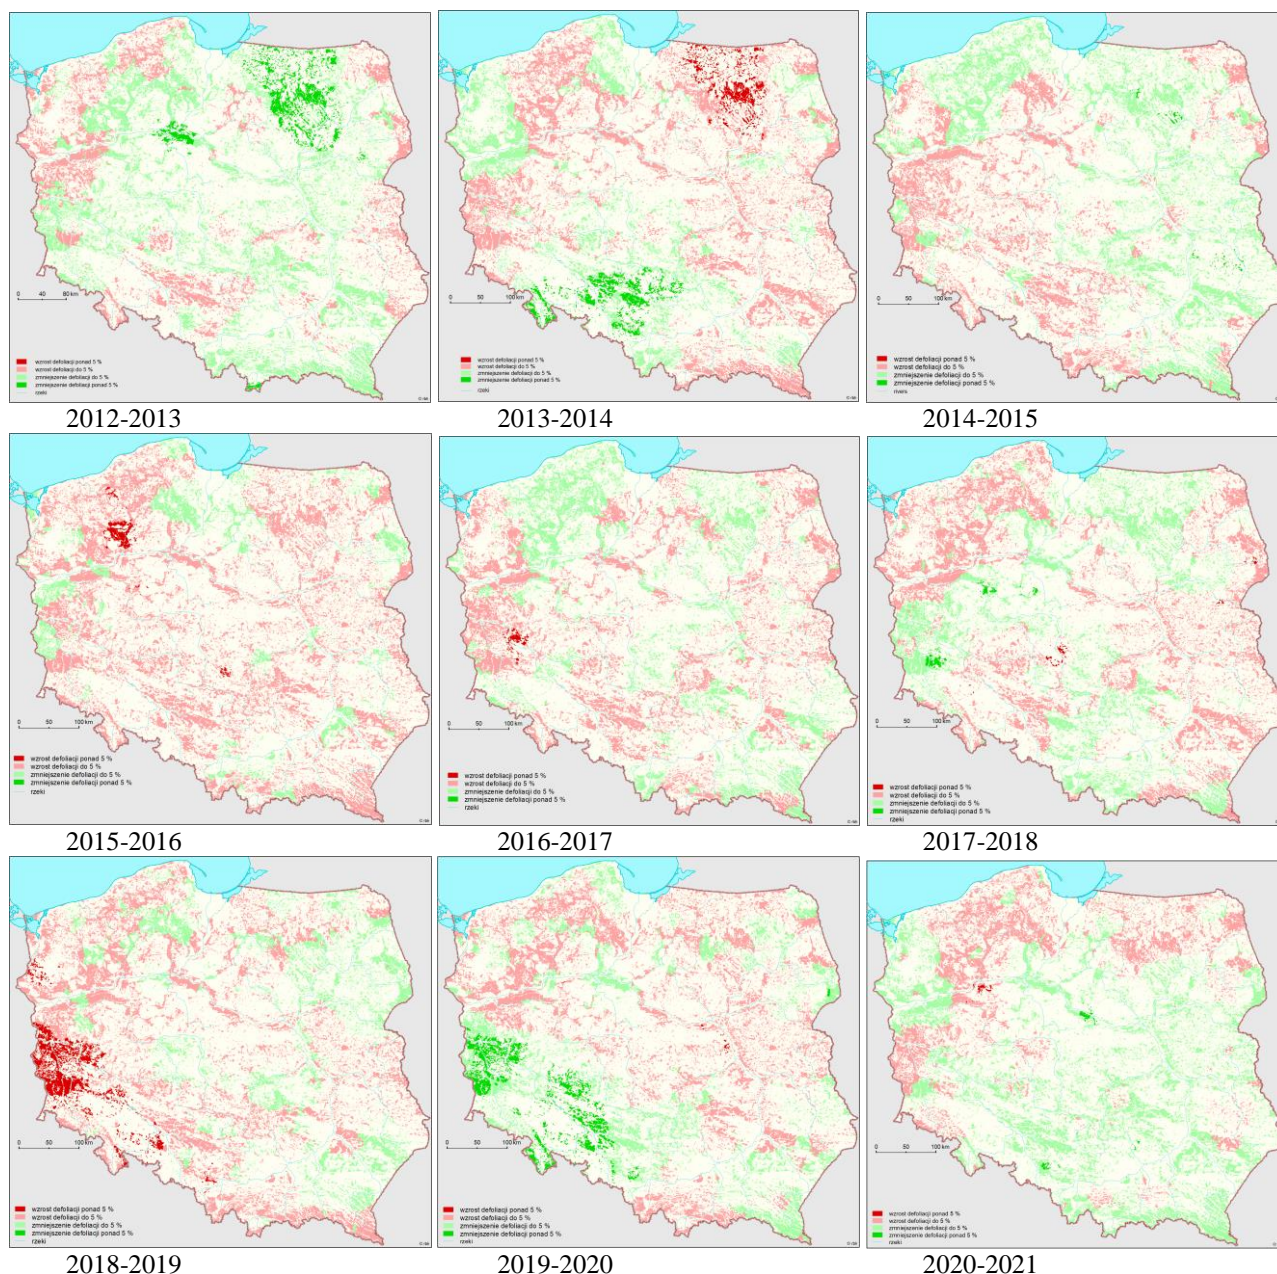 0 40 80 km
wzrost defoliacji ponad 5 %
wzrost defoliacji do 5 %
zmniejszenie defoliacji do 5 %
zmniejszenie defoliacji ponad 5 %
rzeki
2012-2013
0 50 100 km
wzrost defoliacji ponad 5 %
wzrost defoliacji do 5 %
zmniejszenie defoliacji do 5 %
zmniejszenie defoliacji ponad 5 %
rzeki
2013-2014
0 50 100 km
wzrost defoliacji ponad 5 %
wzrost defoliacji do 5 %
zmniejszenie defoliacji do 5 %
zmniejszenie defoliacji ponad 5 %
rivers
2014-2015
0 50 100 km
wzrost defoliacji ponad 5 %
wzrost defoliacji do 5 %
zmniejszenie defoliacji do 5 %
zmniejszenie defoliacji ponad 5 %
rzeki
2015-2016
0 50 100 km
wzrost defoliacji ponad 5 %
wzrost defoliacji do 5 %
zmniejszenie defoliacji do 5 %
zmniejszenie defoliacji ponad 5 %
rzeki
2016-2017
0 50 100 km
wzrost defoliacji ponad 5 %
wzrost defoliacji do 5 %
zmniejszenie defoliacji do 5 %
zmniejszenie defoliacji ponad 5 %
rzeki
2017-2018
0 50 100 km
wzrost defoliacji ponad 5 %
wzrost defoliacji do 5 %
zmniejszenie defoliacji do 5 %
zmniejszenie defoliacji ponad 5 %
rzeki
2018-2019
0 50 100 km
wzrost defoliacji ponad 5 %
wzrost defoliacji do 5 %
zmniejszenie defoliacji do 5 %
zmniejszenie defoliacji ponad 5 %
rzeki
2019-2020
0 50 100 km
wzrost defoliacji ponad 5 %
wzrost defoliacji do 5 %
zmniejszenie defoliacji do 5 %
zmniejszenie defoliacji ponad 5 %
rzeki
2020-2021